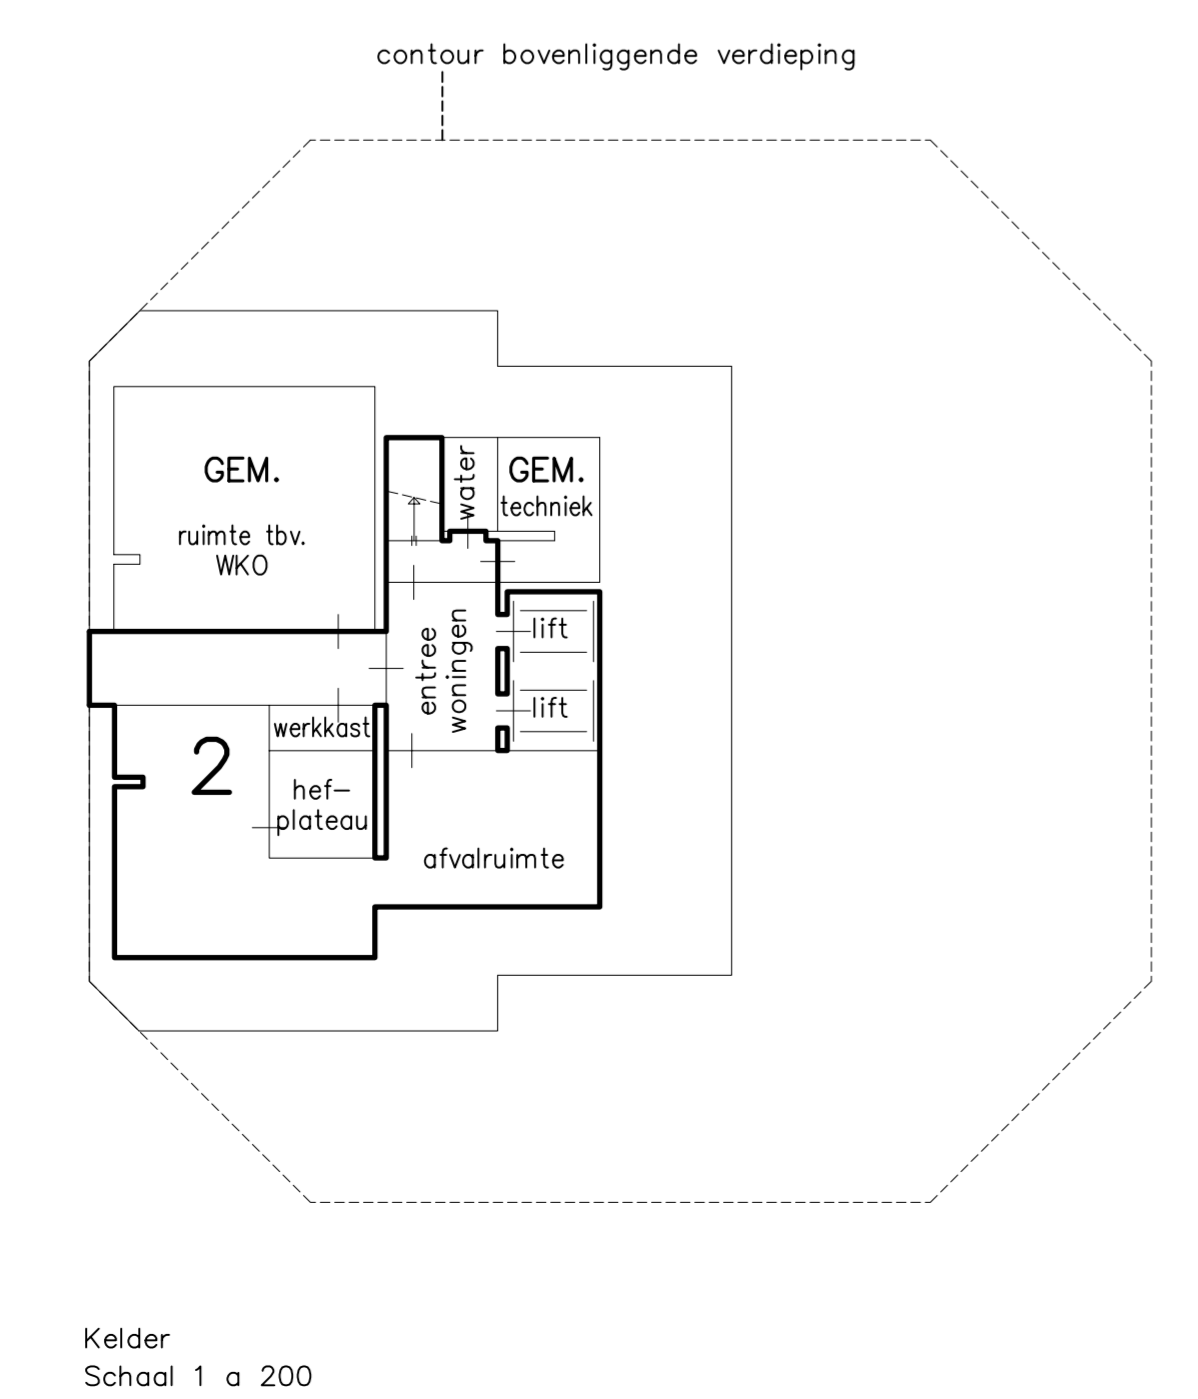 contour bovenliggende verdieping
GEM.
ruimte tbv.
WKO
water
GEM.
techniek
entree
woningen
lift
lift
werkkast
2
hef-
plateau
afvalruimte
Kelder
Schaal 1 a 200